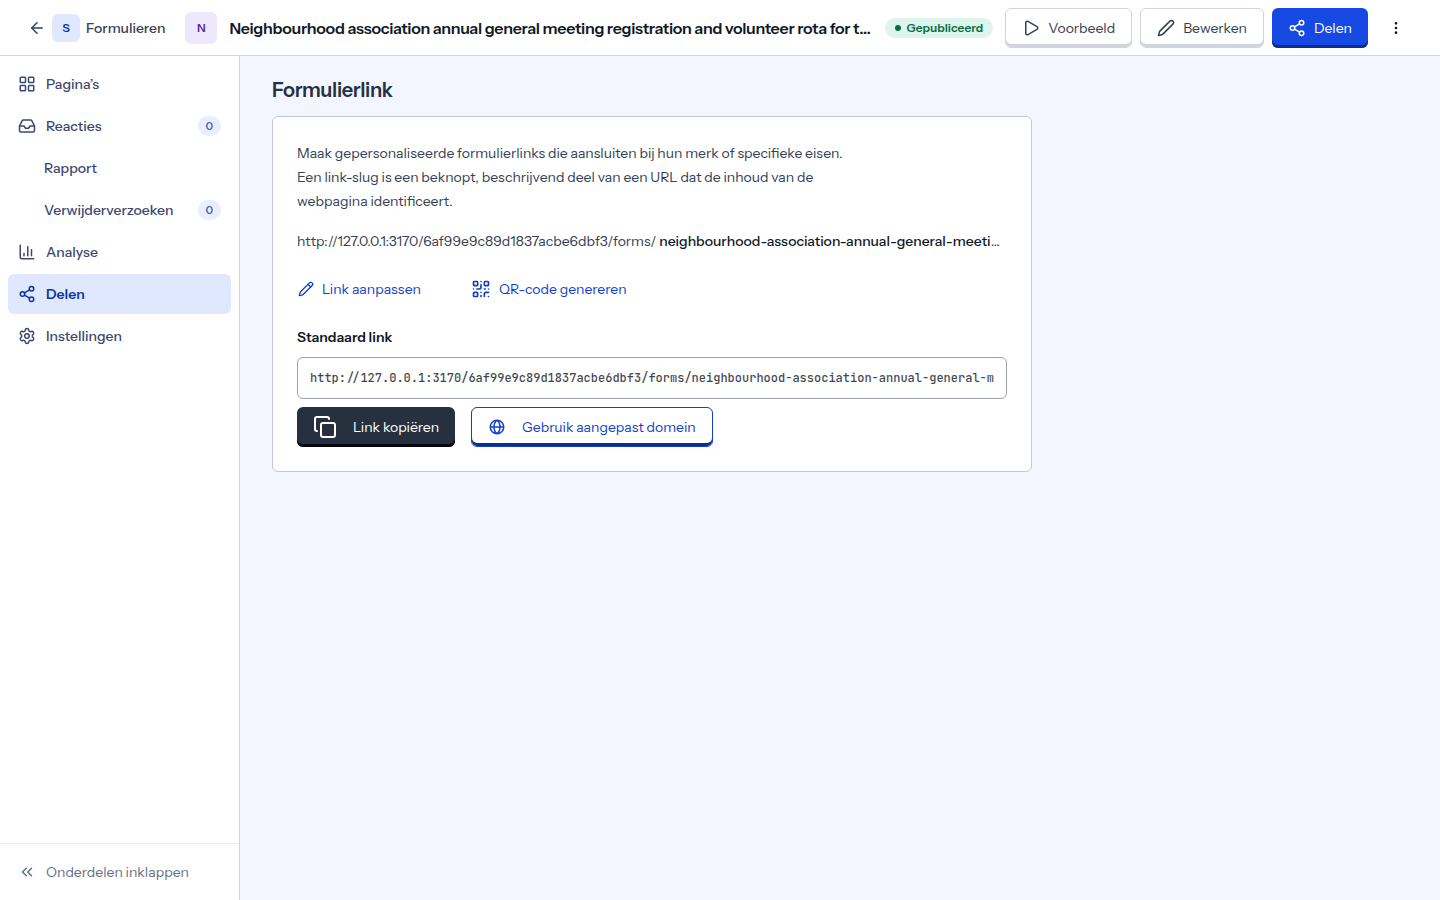 S Formulieren N Neighbourhood association annual general meeting registration and volunteer rota for t... Gepubliceerd Voorbeeld Bewerken Delen
Pagina's
Reacties 0
Rapport
Verwijderverzoeken 0
Analyse
Delen
Instellingen
Onderdelen inklappen
Formulierlink
Maak gepersonaliseerde formulierlinks die aansluiten bij hun merk of specifieke eisen.
Een link-slug is een beknopt, beschrijvend deel van een URL dat de inhoud van de
webpagina identificeert.
http://127.0.0.1:3170/6af99e9c89d1837acbe6dbf3/forms/ neighbourhood-association-annual-general-meeti...
Link aanpassen QR-code genereren
Standaard link
http://127.0.0.1:3170/6af99e9c89d1837acbe6dbf3/forms/neighbourhood-association-annual-general-m
Link kopiëren Gebruik aangepast domein